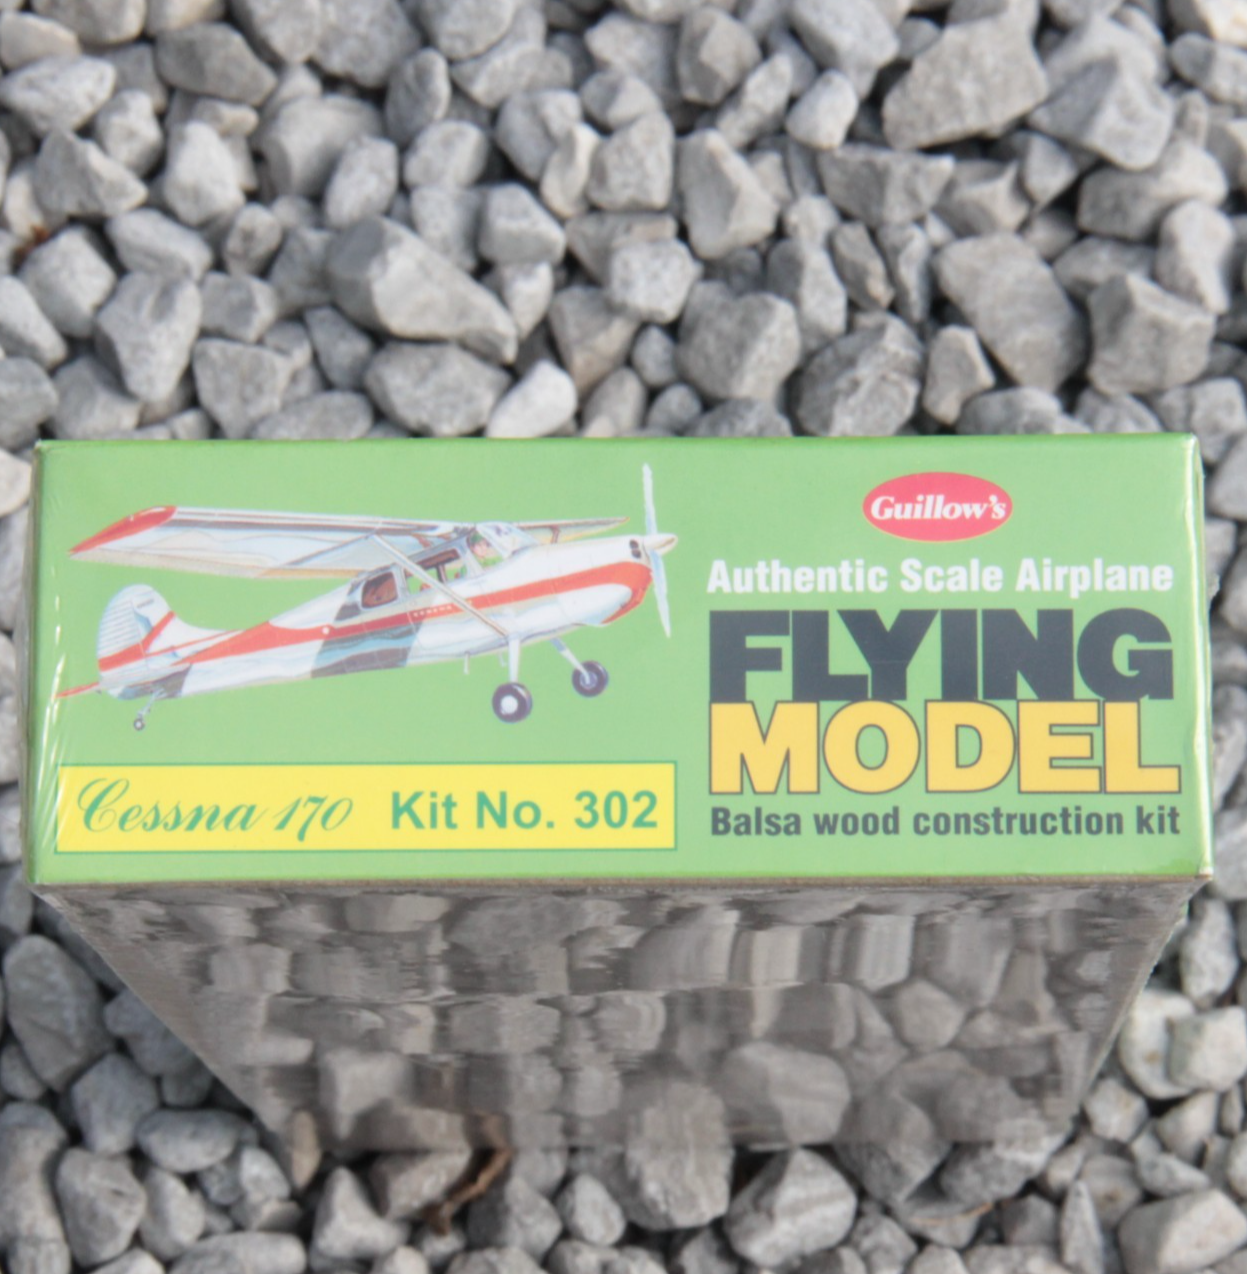 Guillow's
Authentic Scale Airplane
FLYING
MODEL
Balsa wood construction kit
Cessna 170 Kit No. 302